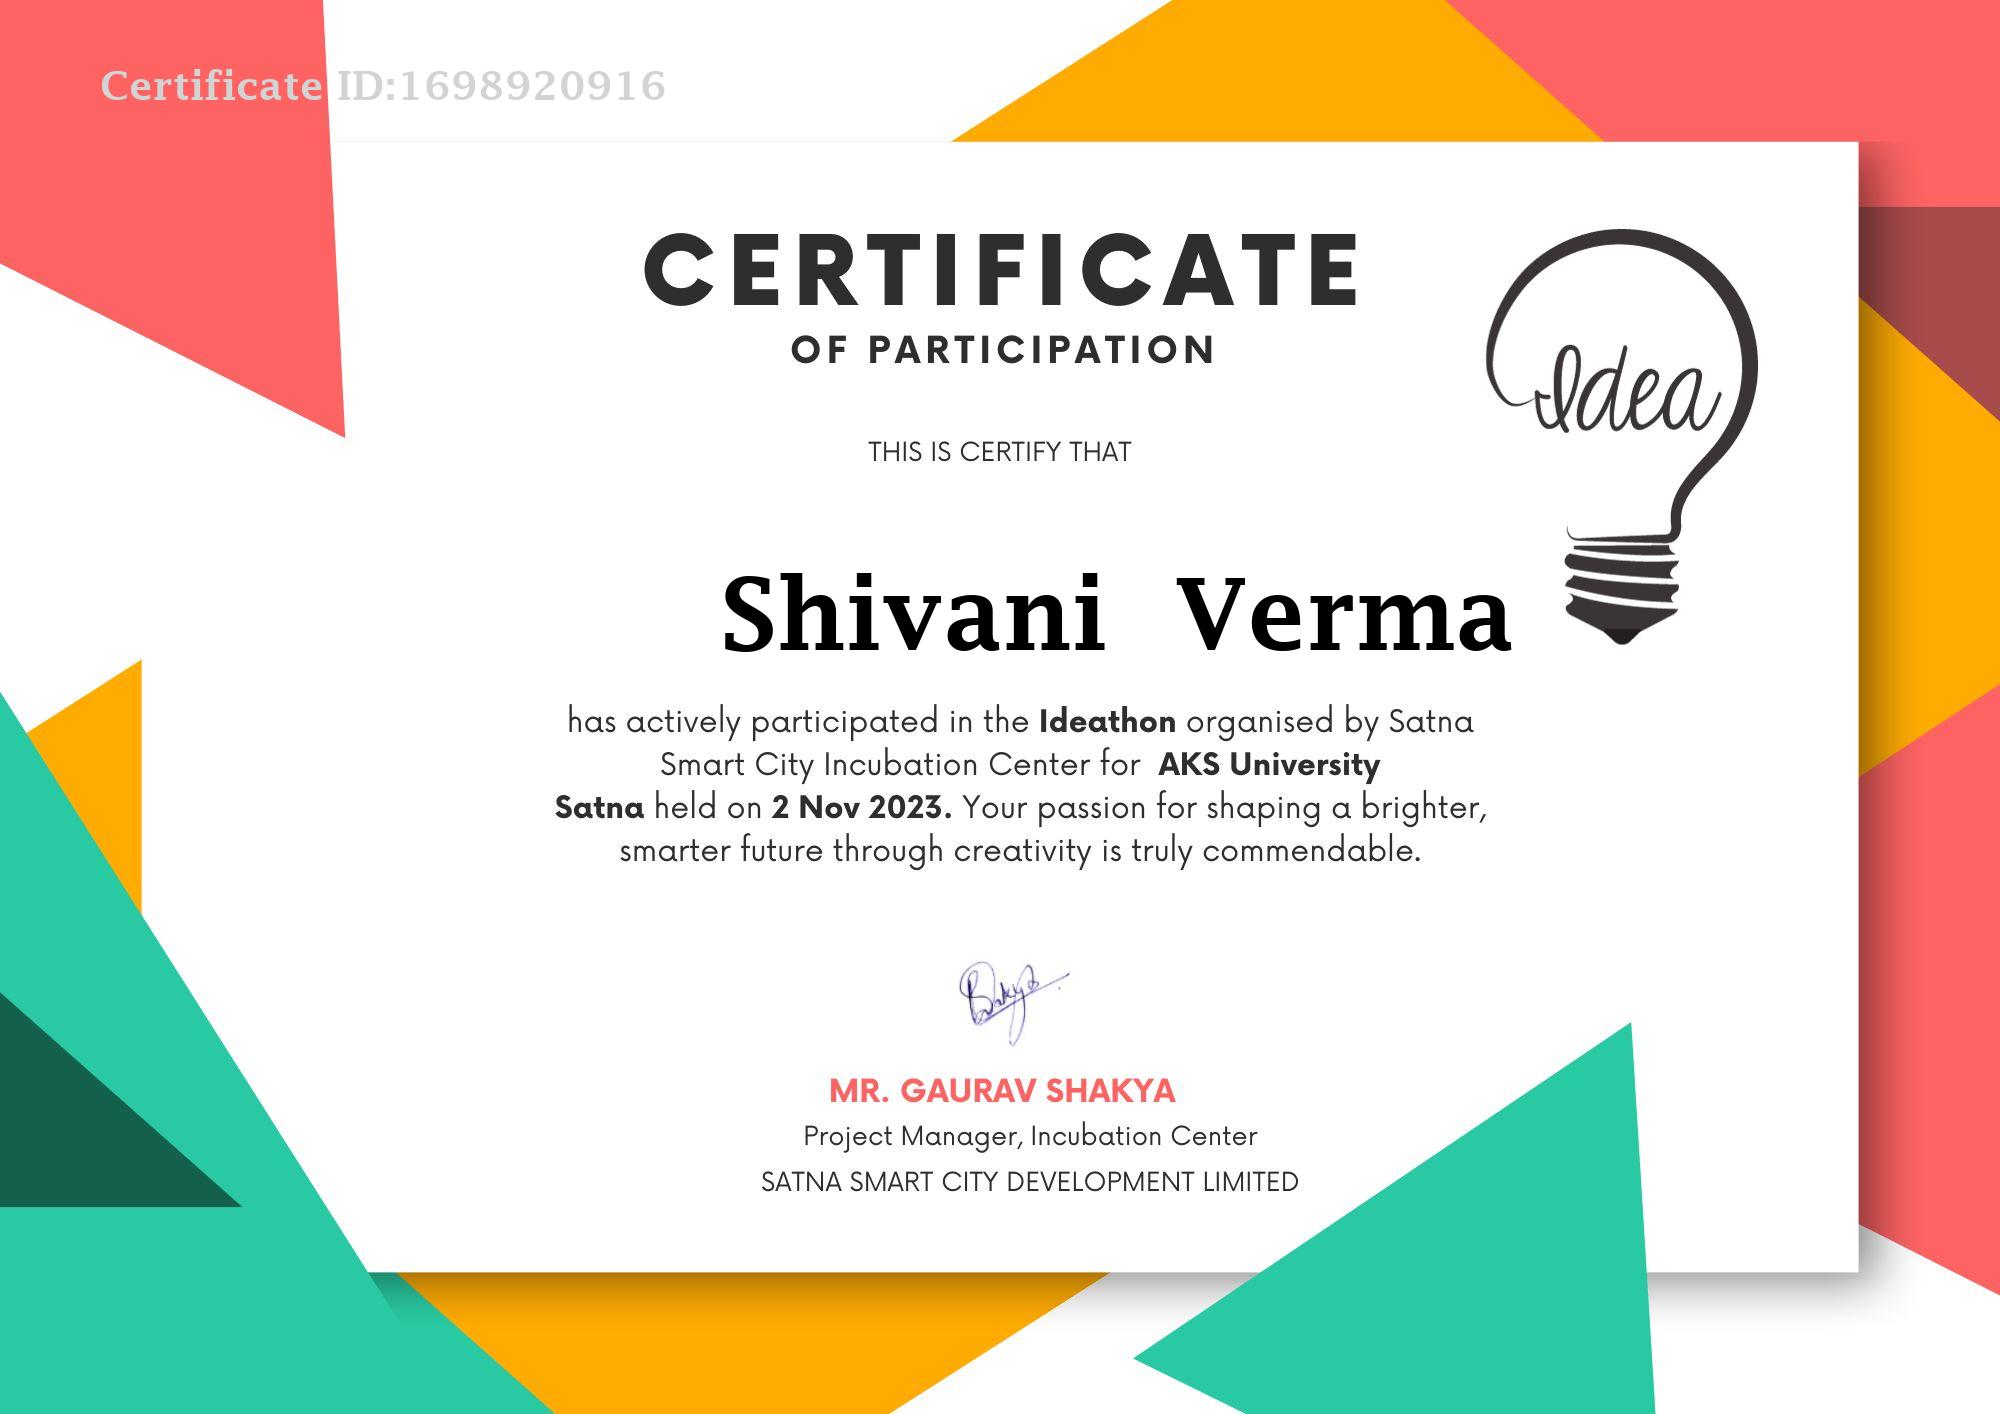 Certificate ID:1698920916
CERTIFICATE
OF PARTICIPATION
Idea
THIS IS CERTIFY THAT
Shivani Verma
has actively participated in the Ideathon organised by Satna
Smart City Incubation Center for AKS University
Satna held on 2 Nov 2023. Your passion for shaping a brighter,
smarter future through creativity is truly commendable.
MR. GAURAV SHAKYA
Project Manager, Incubation Center
SATNA SMART CITY DEVELOPMENT LIMITED